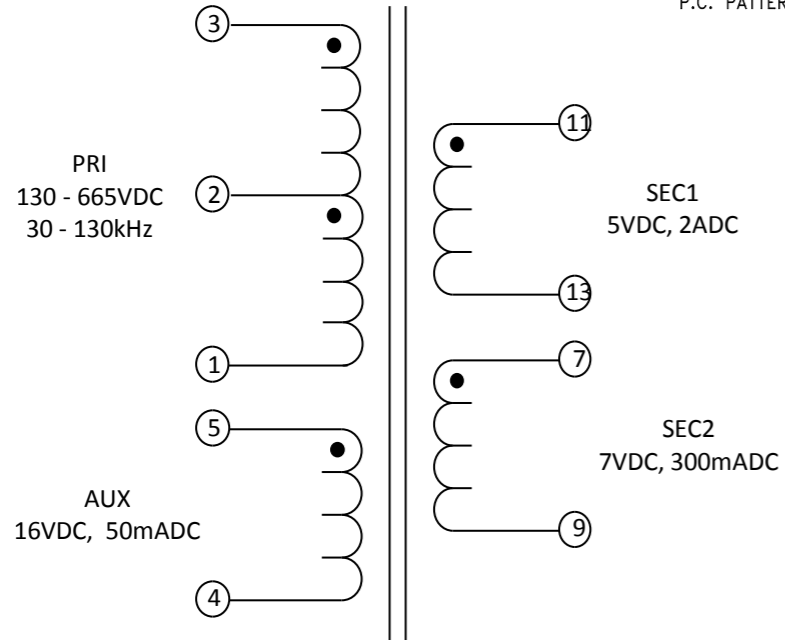 P.C. PATTER
3
PRI
130 - 665VDC
30 - 130kHz
2
1
5
AUX
16VDC, 50mADC
4
11
SEC1
5VDC, 2ADC
13
7
SEC2
7VDC, 300mADC
9